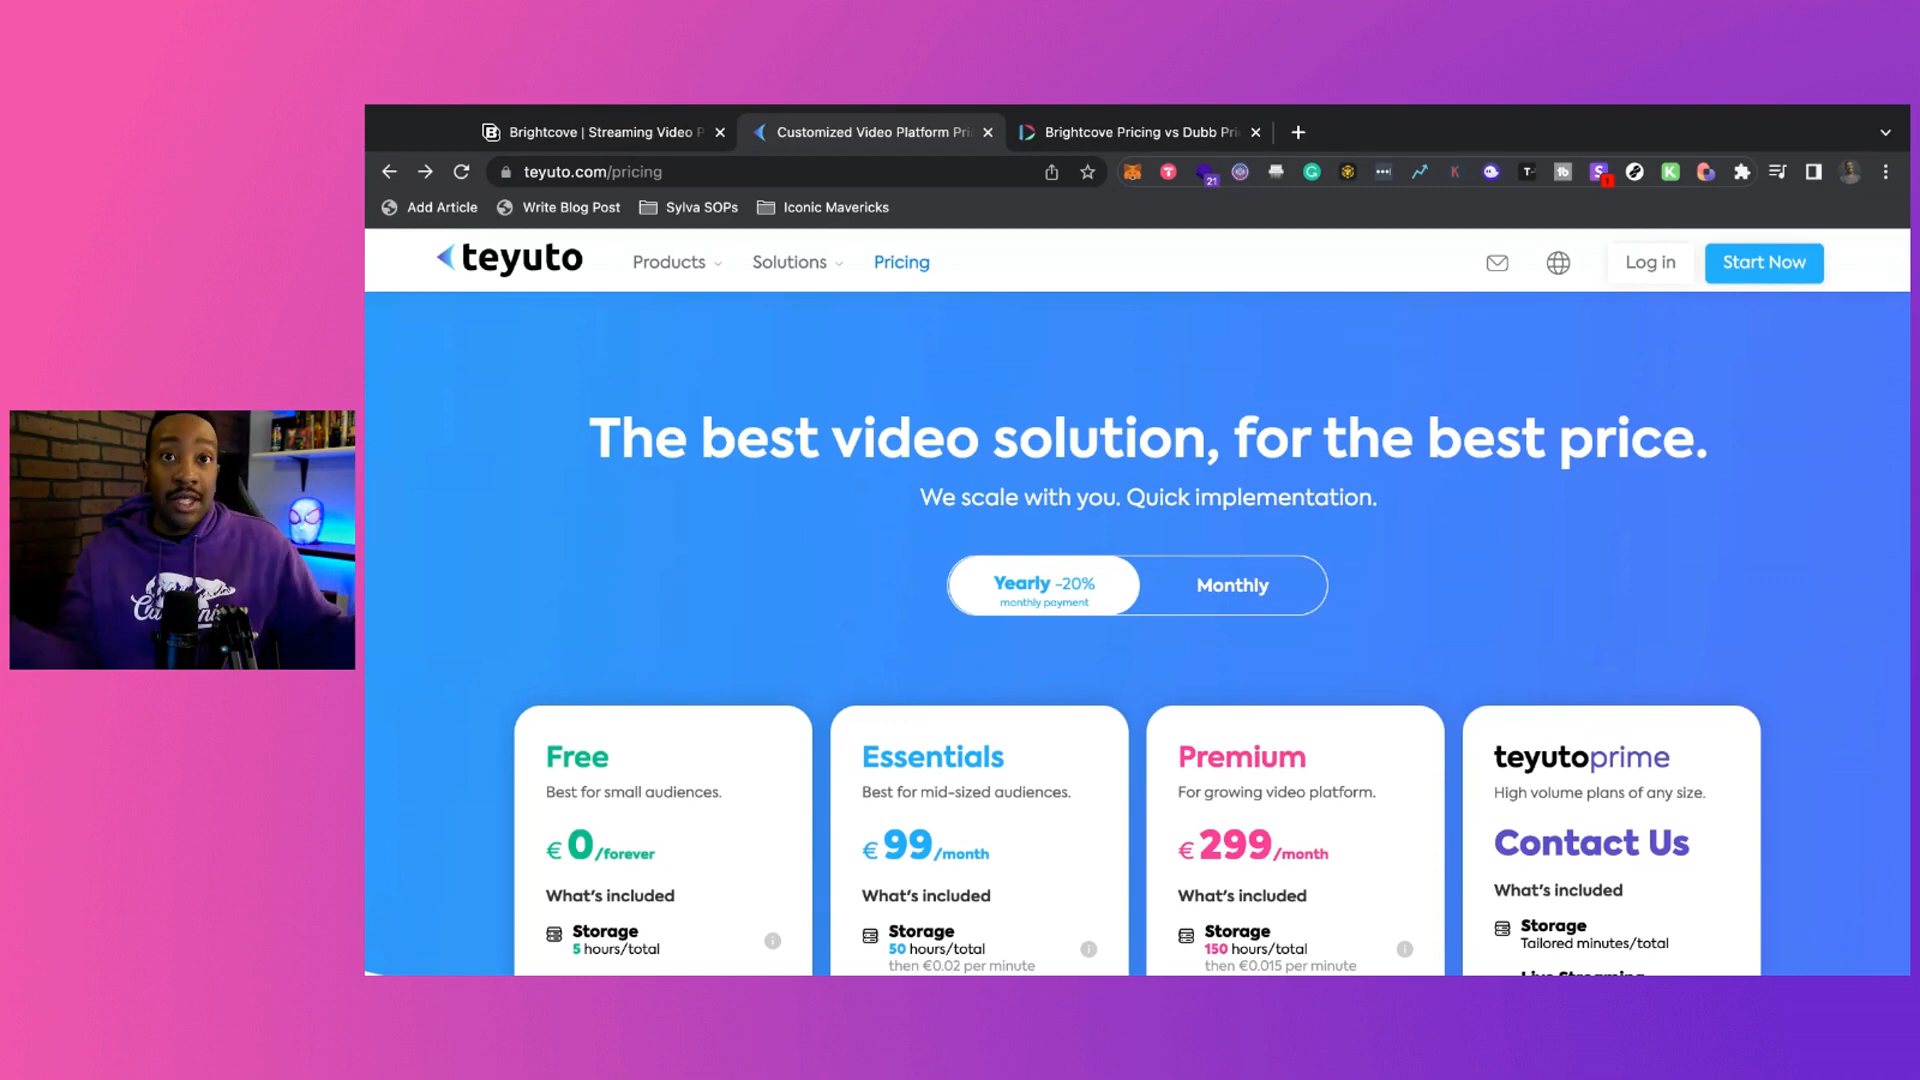 Brightcove | Streaming Video P
Customized Video Platform Pri
Brightcove Pricing vs Dubb Pri
teyuto.com/pricing
21
1
Add Article
Write Blog Post
Sylva SOPs
Iconic Mavericks
teyuto
Products
Solutions
Pricing
Log in
Start Now
The best video solution, for the best price.
We scale with you. Quick implementation.
Yearly -20%
monthly payment
Monthly
Free
Best for small audiences.
€ 0 /forever
What's included
Storage
5 hours/total
Essentials
Best for mid-sized audiences.
€ 99 /month
What's included
Storage
50 hours/total
then €0.02 per minute
Premium
For growing video platform.
€ 299 /month
What's included
Storage
150 hours/total
then €0.015 per minute
teyutoprime
High volume plans of any size.
Contact Us
What's included
Storage
Tailored minutes/total
Live Streaming